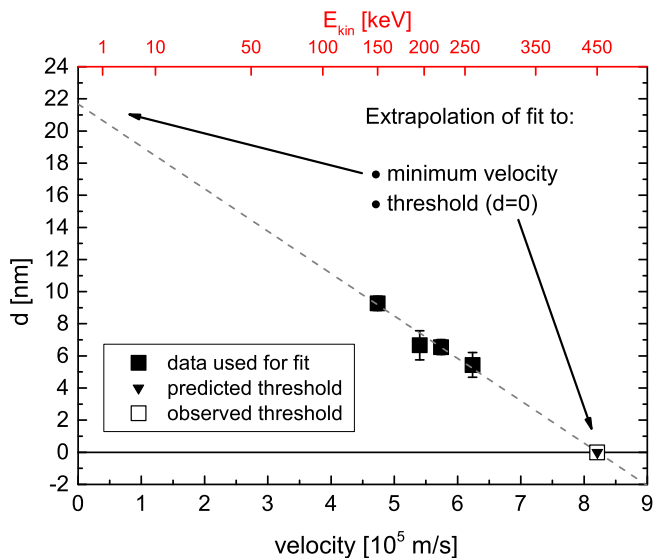 E_kin [keV]
1 10 50 100 150 200 250 350 450
24
22
20
18
16
14
12
10
8
6
4
2
0
-2
d [nm]
Extrapolation of fit to:
• minimum velocity
• threshold (d=0)
data used for fit
predicted threshold
observed threshold
0 1 2 3 4 5 6 7 8 9
velocity [10^5 m/s]